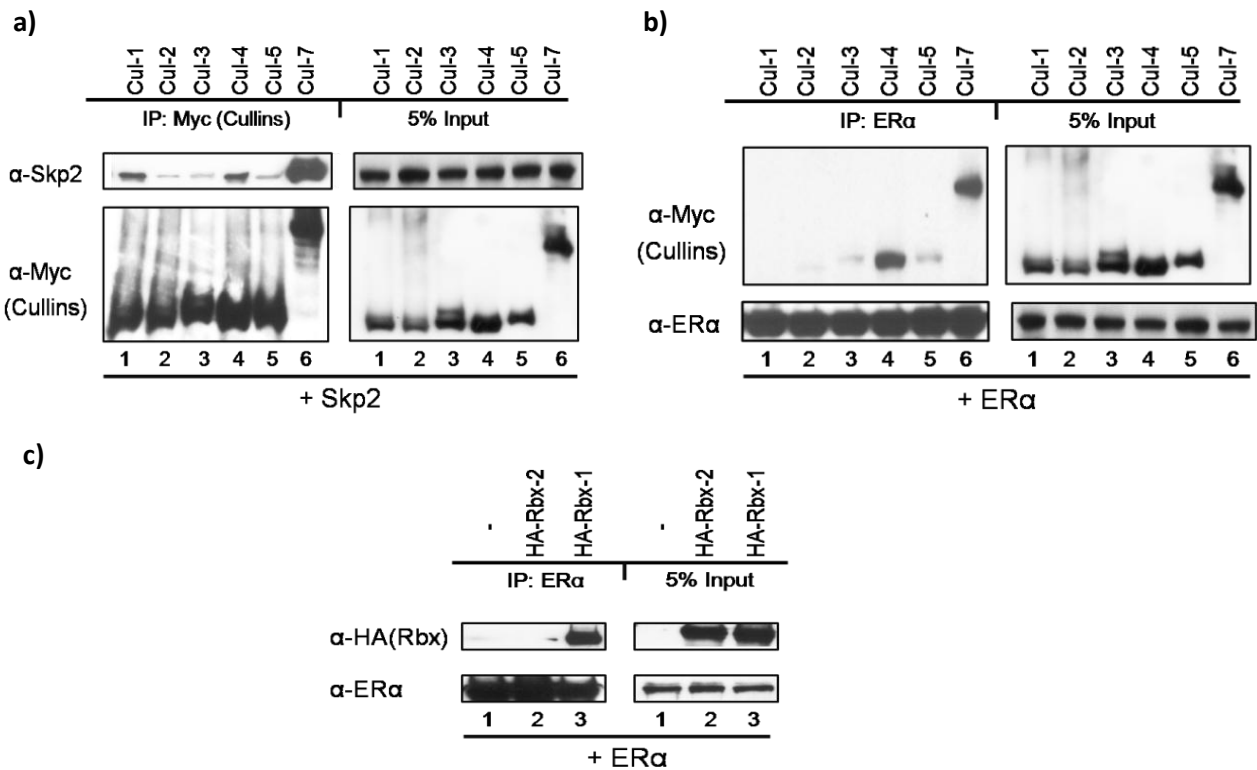 a)
Cul-1 Cul-2 Cul-3 Cul-4 Cul-5 Cul-7 Cul-1 Cul-2 Cul-3 Cul-4 Cul-5 Cul-7
IP: Myc (Cullins) 5% Input
α-Skp2
α-Myc
(Cullins)
1 2 3 4 5 6 1 2 3 4 5 6
+ Skp2
b)
Cul-1 Cul-2 Cul-3 Cul-4 Cul-5 Cul-7 Cul-1 Cul-2 Cul-3 Cul-4 Cul-5 Cul-7
IP: ERα 5% Input
α-Myc
(Cullins)
α-ERα
1 2 3 4 5 6 1 2 3 4 5 6
+ ERα
c)
- HA-Rbx-2 HA-Rbx-1 - HA-Rbx-2 HA-Rbx-1
IP: ERα 5% Input
α-HA(Rbx)
α-ERα
1 2 3 1 2 3
+ ERα